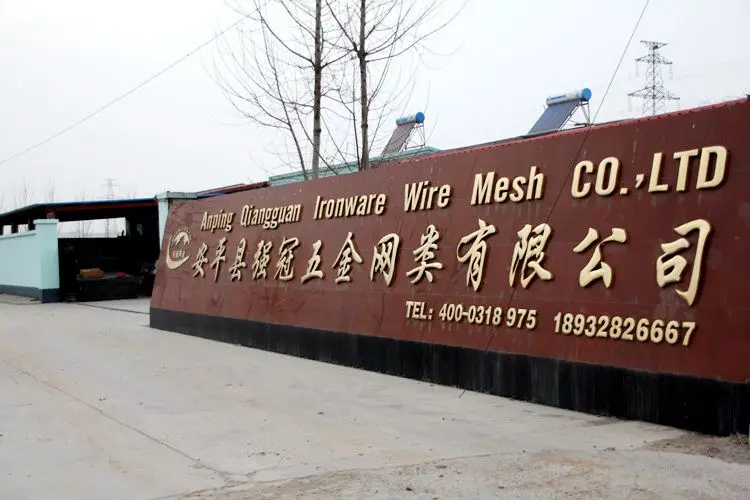 Anping Qiangguan Ironware Wire Mesh CO.,LTD
安平县强冠五金网类有限公司
TEL: 400-0318 975 18932826667